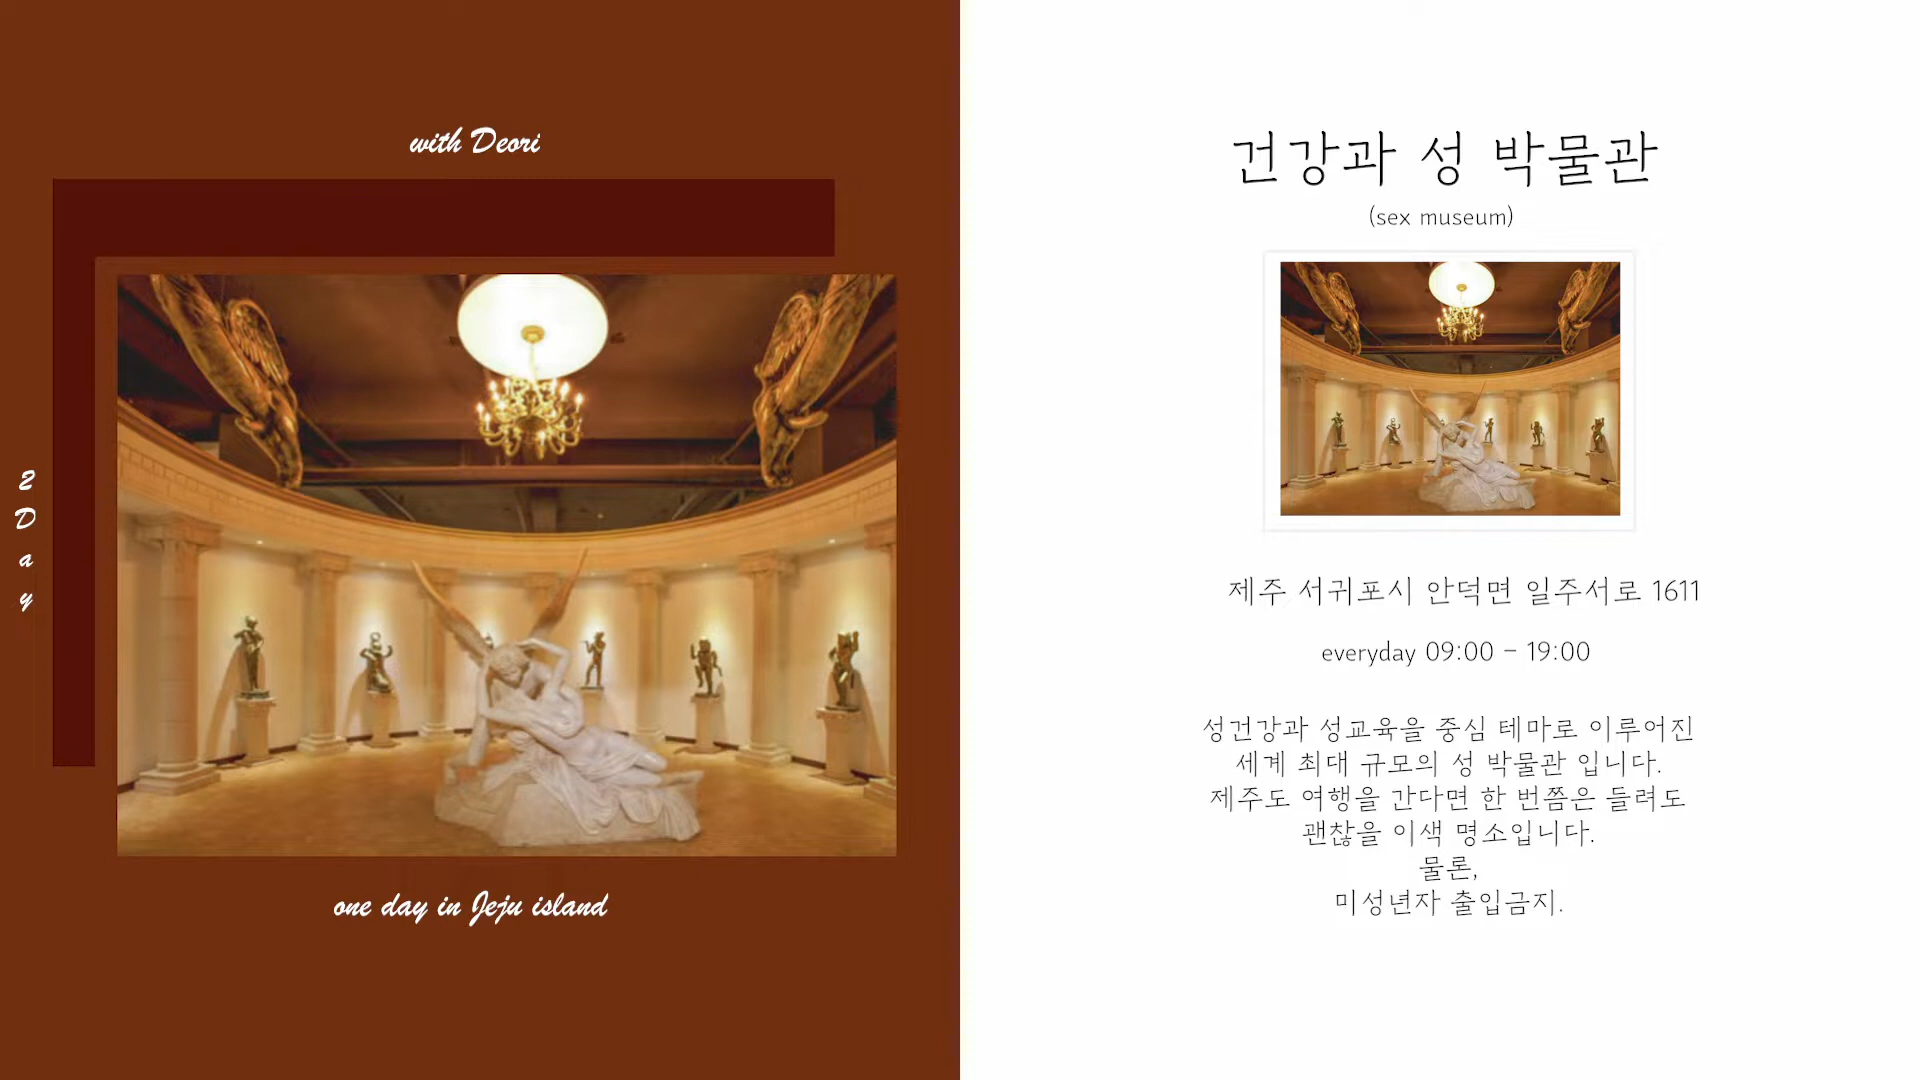 with Deori
2 Day
one day in Jeju island
건강과 성 박물관
(sex museum)
제주 서귀포시 안덕면 일주서로 1611
everyday 09:00 - 19:00
성건강과 성교육을 중심 테마로 이루어진
세계 최대 규모의 성 박물관 입니다.
제주도 여행을 간다면 한 번쯤은 들려도
괜찮을 이색 명소입니다.
물론,
미성년자 출입금지.